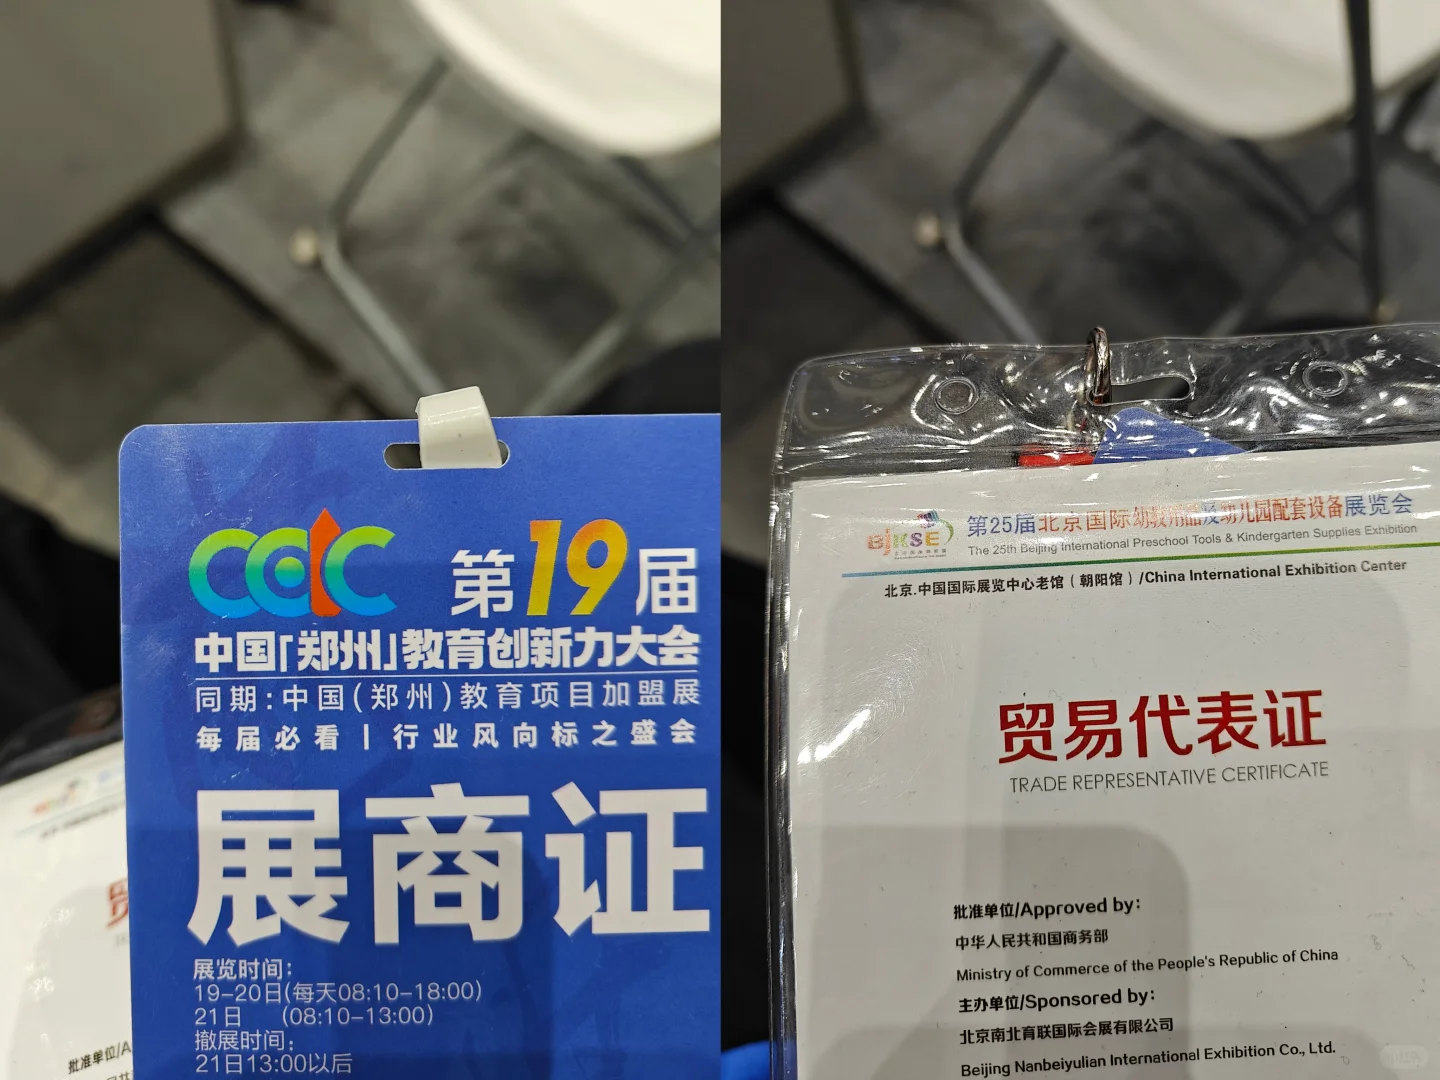 CCIC
第19届
中国「郑州」教育创新力大会
同期:中国(郑州)教育项目加盟展
每届必看丨行业风向标之盛会
展商证
展览时间:
19-20日(每天08:10-18:00)
21日 (08:10-13:00)
撤展时间:
21日13:00以后
贸
批准单位/A
BJKSE
第25届北京国际幼教用品及幼儿园配套设备展览会
The 25th Beijing International Preschool Tools & Kindergarten Supplies Exhibition
北京.中国国际展览中心老馆(朝阳馆)/China International Exhibition Center
贸易代表证
TRADE REPRESENTATIVE CERTIFICATE
批准单位/Approved by:
中华人民共和国商务部
Ministry of Commerce of the People's Republic of China
主办单位/Sponsored by:
北京南北育联国际会展有限公司
Beijing Nanbeiyulian International Exhibition Co., Ltd.